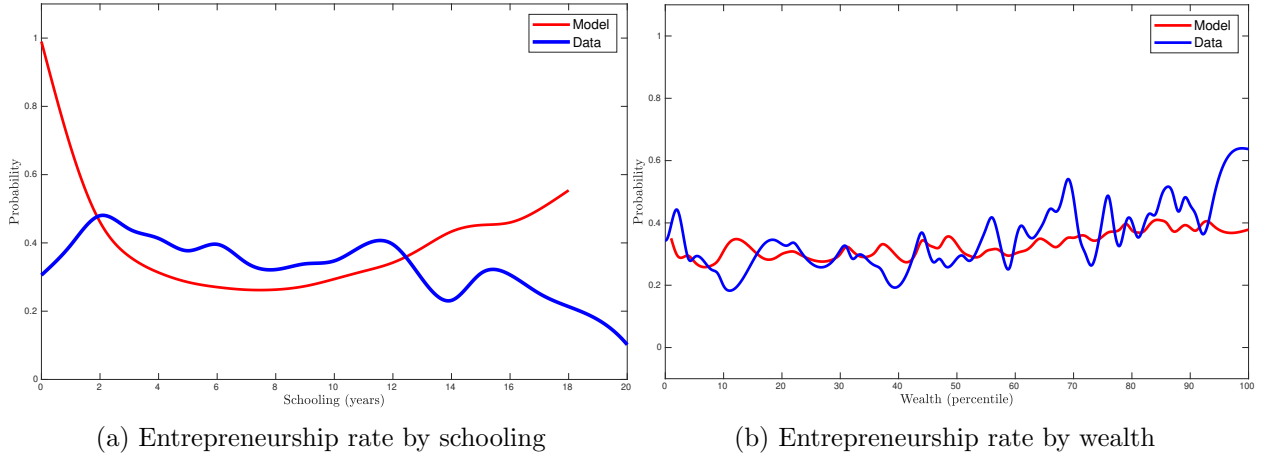 Model
Data
1
0.8
0.6
0.4
0.2
0
Probability
0 2 4 6 8 10 12 14 16 18 20
Schooling (years)
(a) Entrepreneurship rate by schooling
Model
Data
1
0.8
0.6
0.4
0.2
0
Probability
0 10 20 30 40 50 60 70 80 90 100
Wealth (percentile)
(b) Entrepreneurship rate by wealth